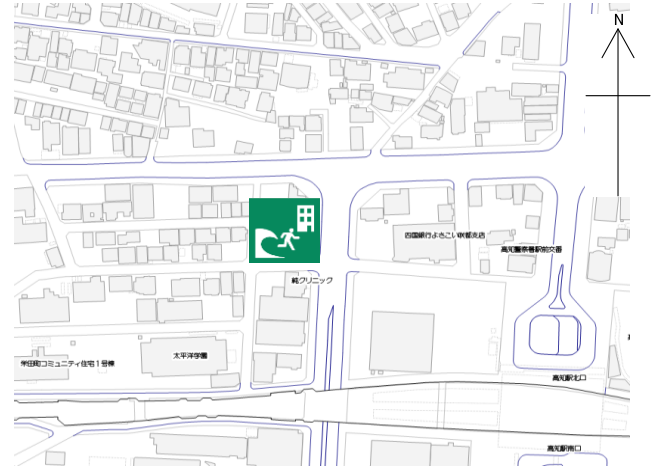 N
四国銀行よさこい咲都支店
高知警察署駅前交番
純クリニック
太平洋学園
栄田町コミュニティ住宅1号棟
高知駅北口
高知駅南口